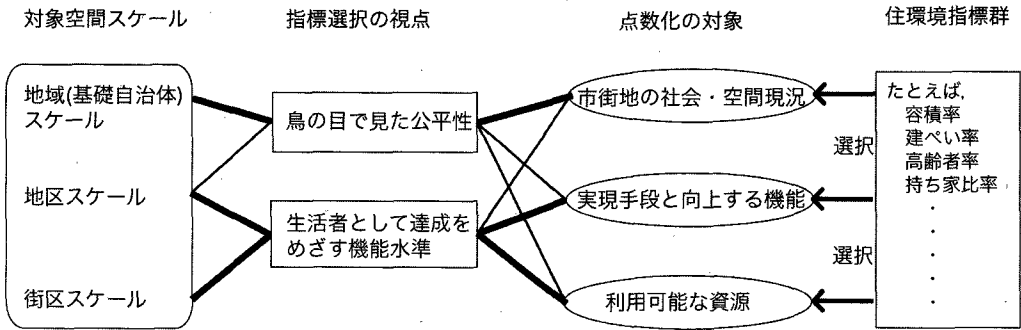 対象空間スケール
指標選択の視点
点数化の対象
住環境指標群
地域(基礎自治体)
スケール
地区スケール
街区スケール
鳥の目で見た公平性
生活者として達成を
めざす機能水準
市街地の社会・空間現況
実現手段と向上する機能
利用可能な資源
選択
選択
たとえば,
容積率
建ぺい率
高齢者率
持ち家比率
・
・
・
・
・